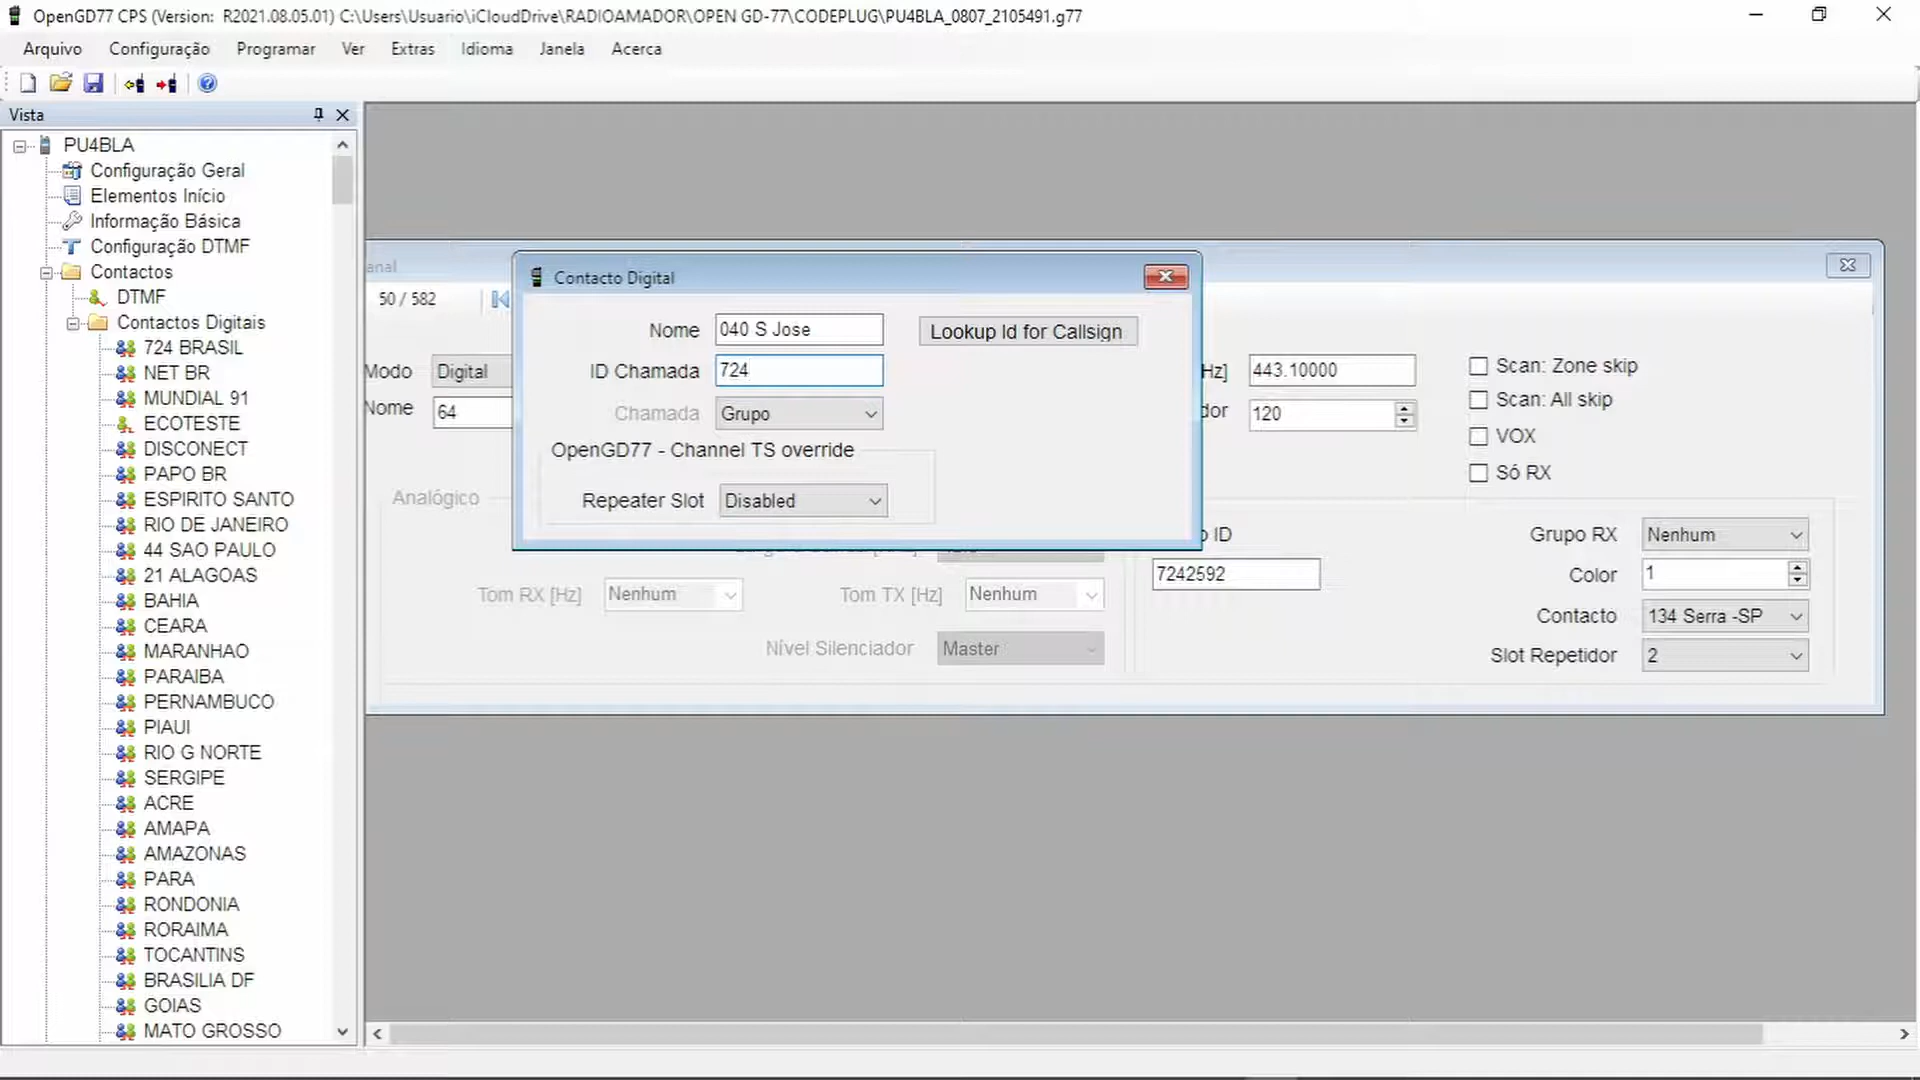 OpenGD77 CPS (Version: R2021.08.05.01) C:\Users\Usuario\iCloudDrive\RADIOAMADOR\OPEN GD-77\CODEPLUG\PU4BLA_0807_2105491.g77
Arquivo Configuração Programar Ver Extras Idioma Janela Acerca
Vista
PU4BLA
Configuração Geral
Elementos Início
Informação Básica
Configuração DTMF
Contactos
DTMF
Contactos Digitais
724 BRASIL
NET BR
MUNDIAL 91
ECOTESTE
DISCONECT
PAPO BR
ESPIRITO SANTO
RIO DE JANEIRO
44 SAO PAULO
21 ALAGOAS
BAHIA
CEARA
MARANHAO
PARAIBA
PERNAMBUCO
PIAUI
RIO G NORTE
SERGIPE
ACRE
AMAPA
AMAZONAS
PARA
RONDONIA
RORAIMA
TOCANTINS
BRASILIA DF
GOIAS
MATO GROSSO
anal
50 / 582
Modo Digital
Nome 64
Contacto Digital
Nome 040 S Jose Lookup Id for Callsign
ID Chamada 724
Chamada Grupo
OpenGD77 - Channel TS override
Repeater Slot Disabled
Hz] 443.10000
dor 120
Scan: Zone skip
Scan: All skip
VOX
Só RX
Analógico
Tom RX [Hz] Nenhum Tom TX [Hz] Nenhum
Nível Silenciador Master
ID
7242592
Grupo RX Nenhum
Color 1
Contacto 134 Serra -SP
Slot Repetidor 2